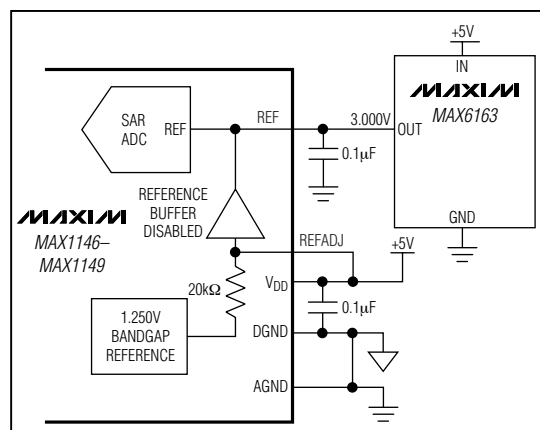 +5V
IN
MAXIM
MAX6163
3.000V
OUT
GND
SAR
ADC
REF
REF
0.1µF
REFERENCE
BUFFER
DISABLED
MAXIM
MAX1146–
MAX1149
REFADJ
+5V
20kΩ
VDD
0.1µF
1.250V
BANDGAP
REFERENCE
DGND
AGND